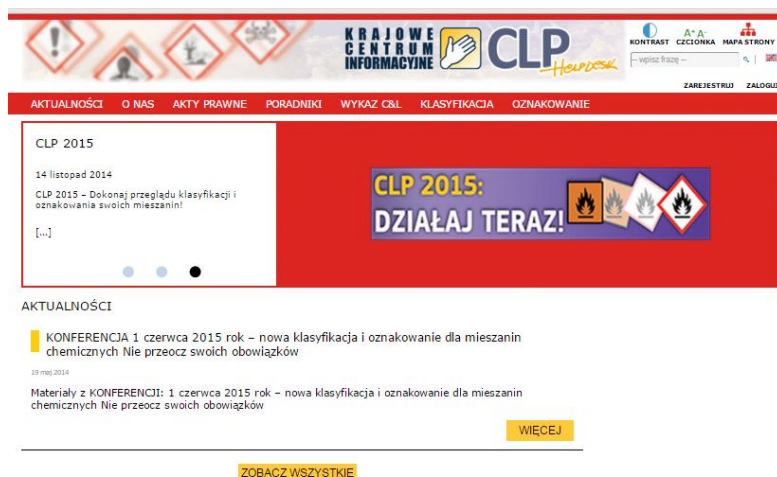 KRAJOWE
CENTRUM
INFORMACYJNE
CLP
HELPDESK
KONTRAST
A+ A-
CZCIONKA
MAPA STRONY
-- wpisz frazę --
ZAREJESTRUJ ZALOGUJ
AKTUALNOŚCI O NAS AKTY PRAWNE PORADNIKI WYKAZ C&L KLASYFIKACJA OZNAKOWANIE
CLP 2015
14 listopad 2014
CLP 2015 – Dokonaj przeglądu klasyfikacji i
oznakowania swoich mieszanin!
[...]
CLP 2015:
DZIAŁAJ TERAZ!
AKTUALNOŚCI
KONFERENCJA 1 czerwca 2015 rok – nowa klasyfikacja i oznakowanie dla mieszanin
chemicznych Nie przeocz swoich obowiązków
19 maj 2014
Materiały z KONFERENCJI: 1 czerwca 2015 rok – nowa klasyfikacja i oznakowanie dla mieszanin
chemicznych Nie przeocz swoich obowiązków
WIĘCEJ
ZOBACZ WSZYSTKIE